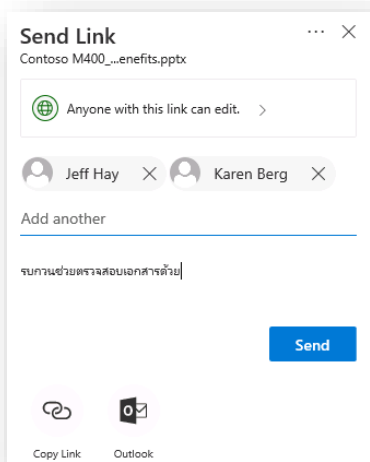 Send Link
Contoso M400_...enefits.pptx
Anyone with this link can edit.
Jeff Hay Karen Berg
Add another
รบกวนช่วยตรวจสอบเอกสารด้วย
Send
Copy Link Outlook